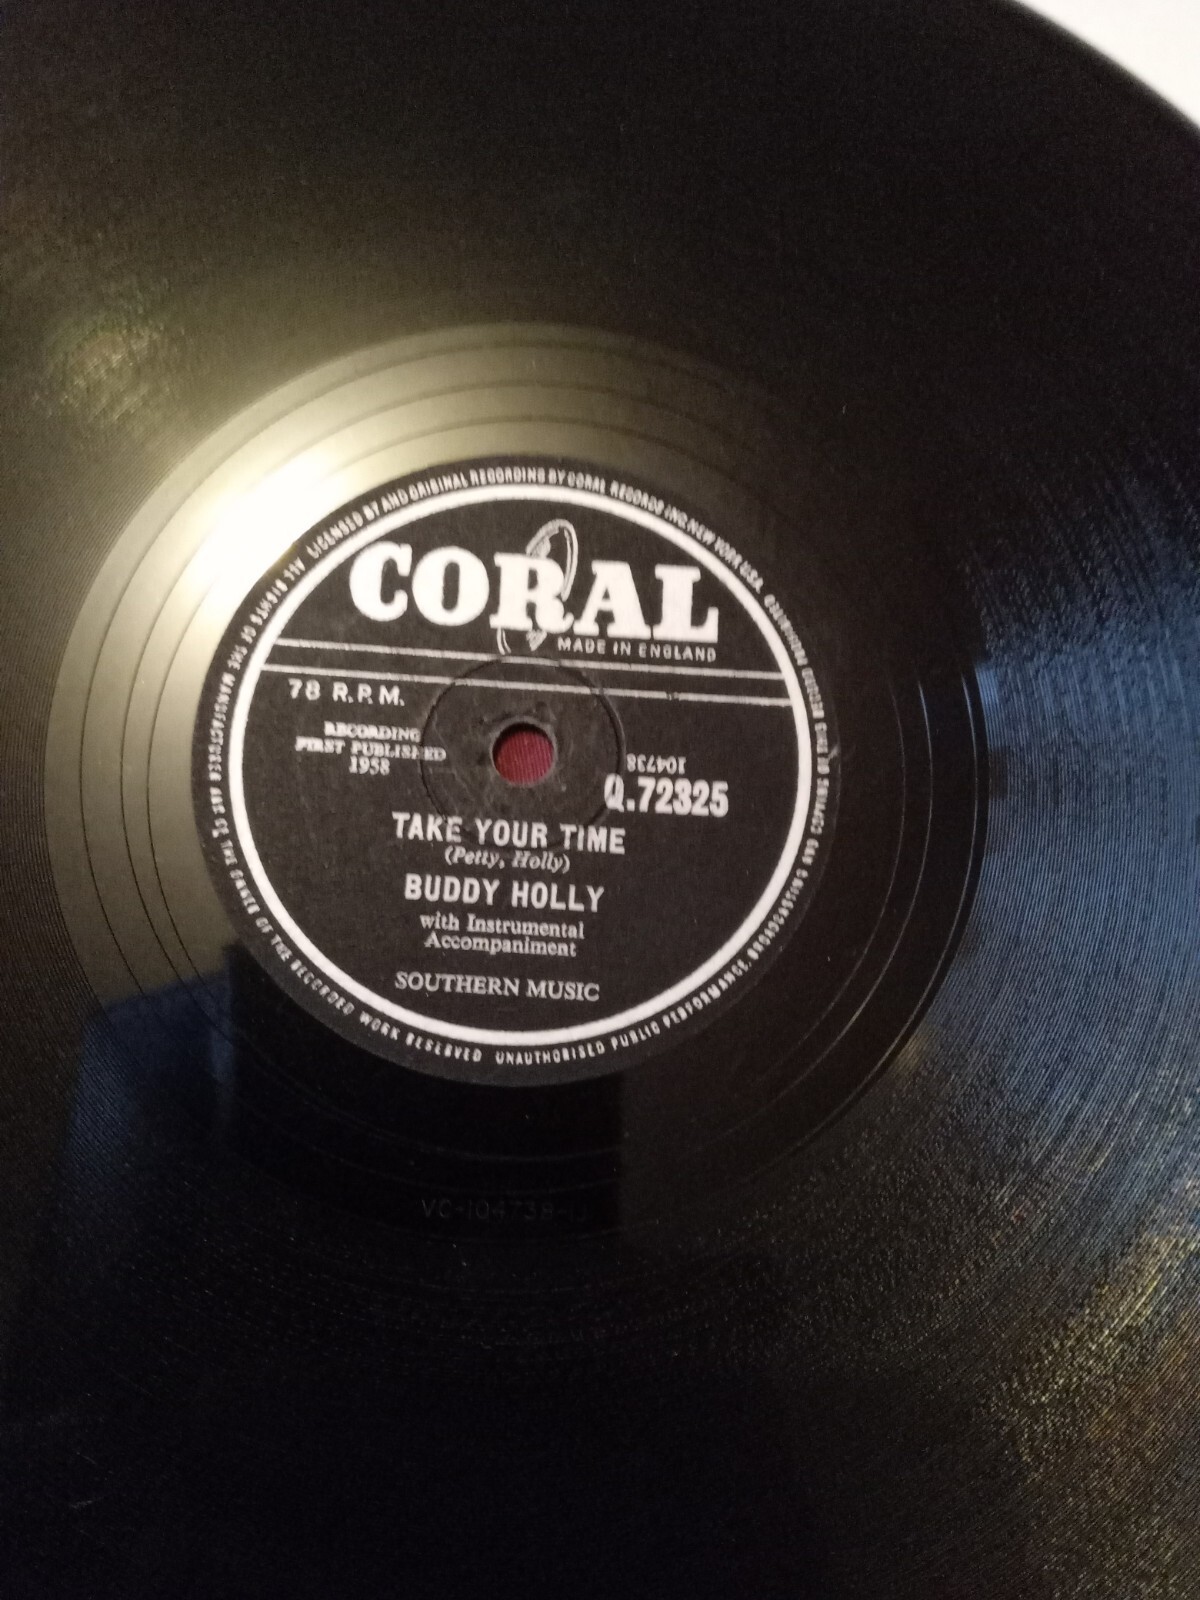 LICENSED BY AND ORIGINAL RECORDING BY CORAL RECORDS INC. NEW YORK U.S.A.
COPYING OF THIS RECORD PROHIBITED
ALL RIGHTS OF THE MANUFACTURER AND OF THE OWNER OF THE RECORDED WORK RESERVED
UNAUTHORISED PUBLIC PERFORMANCE, BROADCASTING AND
CORAL
MADE IN ENGLAND
78 R.P.M.
RECORDING
FIRST PUBLISHED
1958
104738
Q.72325
TAKE YOUR TIME
(Petty, Holly)
BUDDY HOLLY
with Instrumental
Accompaniment
SOUTHERN MUSIC
VC-104738-